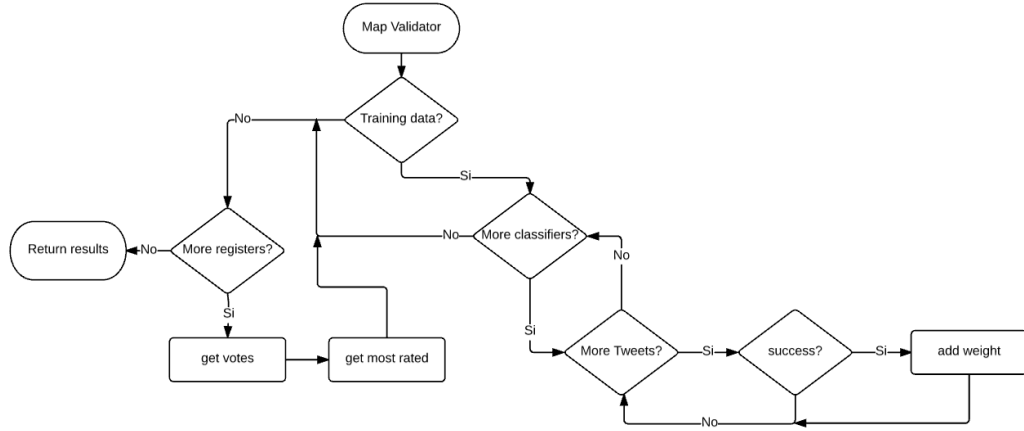 Map Validator
Training data?
No
Si
More classifiers?
No
More registers?
No
Return results
Si
get votes
get most rated
No
Si
More Tweets?
Si
success?
Si
add weight
No